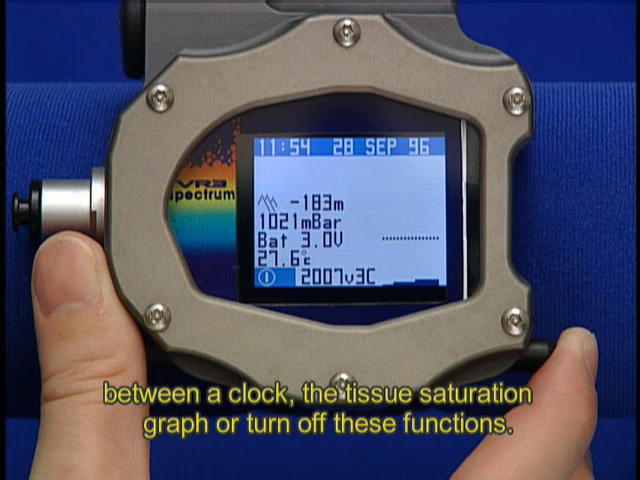 11:54 28 SEP 96
VR3
spectrum
-183m
1021mBar
Bat 3.0V
27.6°c
2007v3C
between a clock, the tissue saturation
graph or turn off these functions.